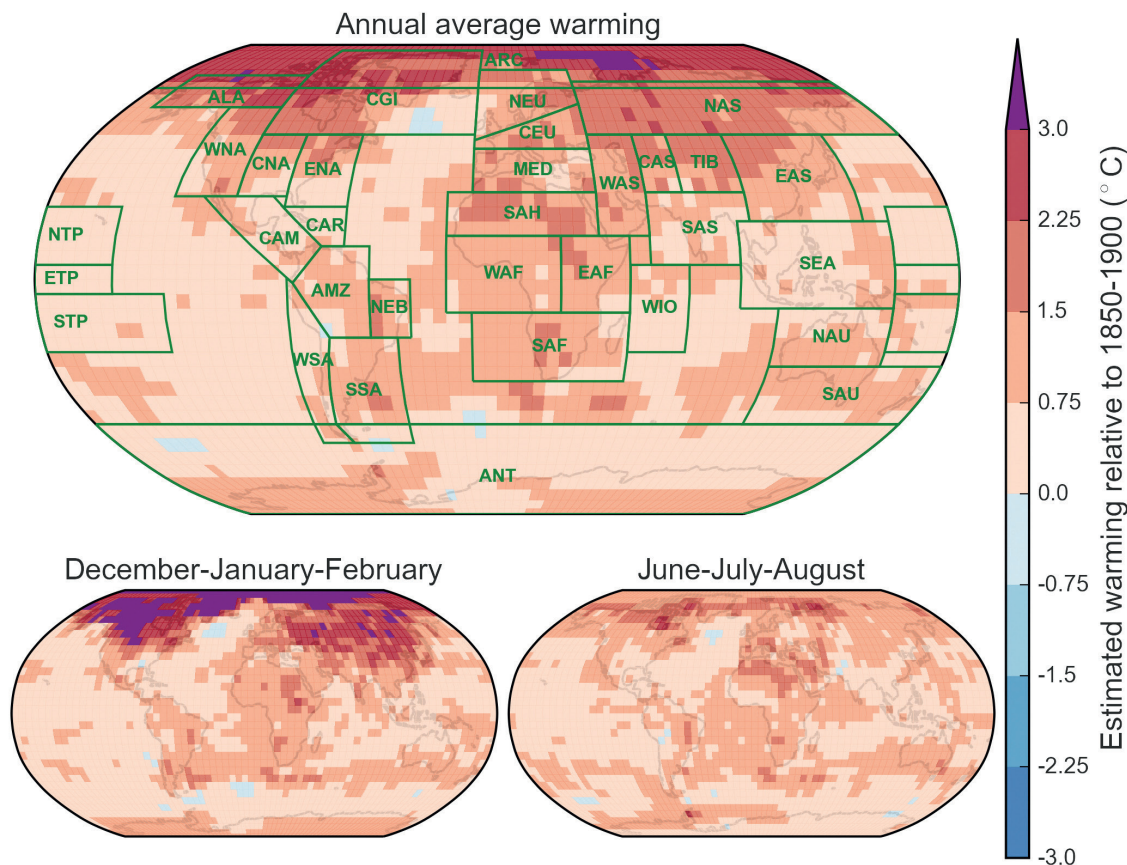 Annual average warming
ARC
ALA
CGI
NEU
NAS
CEU
WNA
CNA
ENA
MED
WAS
CAS
TIB
EAS
NTP
CAM
CAR
SAH
SAS
ETP
AMZ
NEB
WAF
EAF
SEA
STP
WIO
WSA
SSA
SAF
NAU
SAU
ANT
3.0
2.25
1.5
0.75
0.0
-0.75
-1.5
-2.25
-3.0
Estimated warming relative to 1850-1900 (°C)
December-January-February
June-July-August